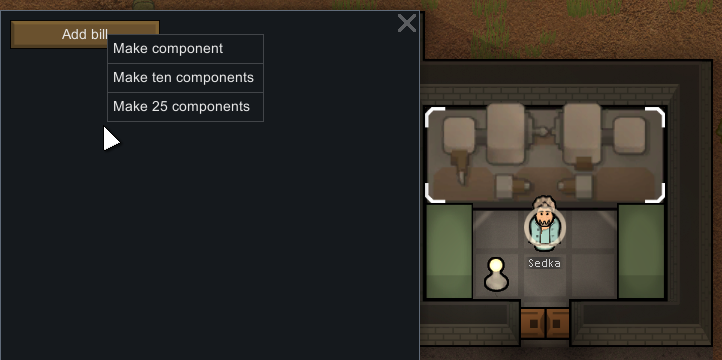 Add bill
Make component
Make ten components
Make 25 components
Sedka